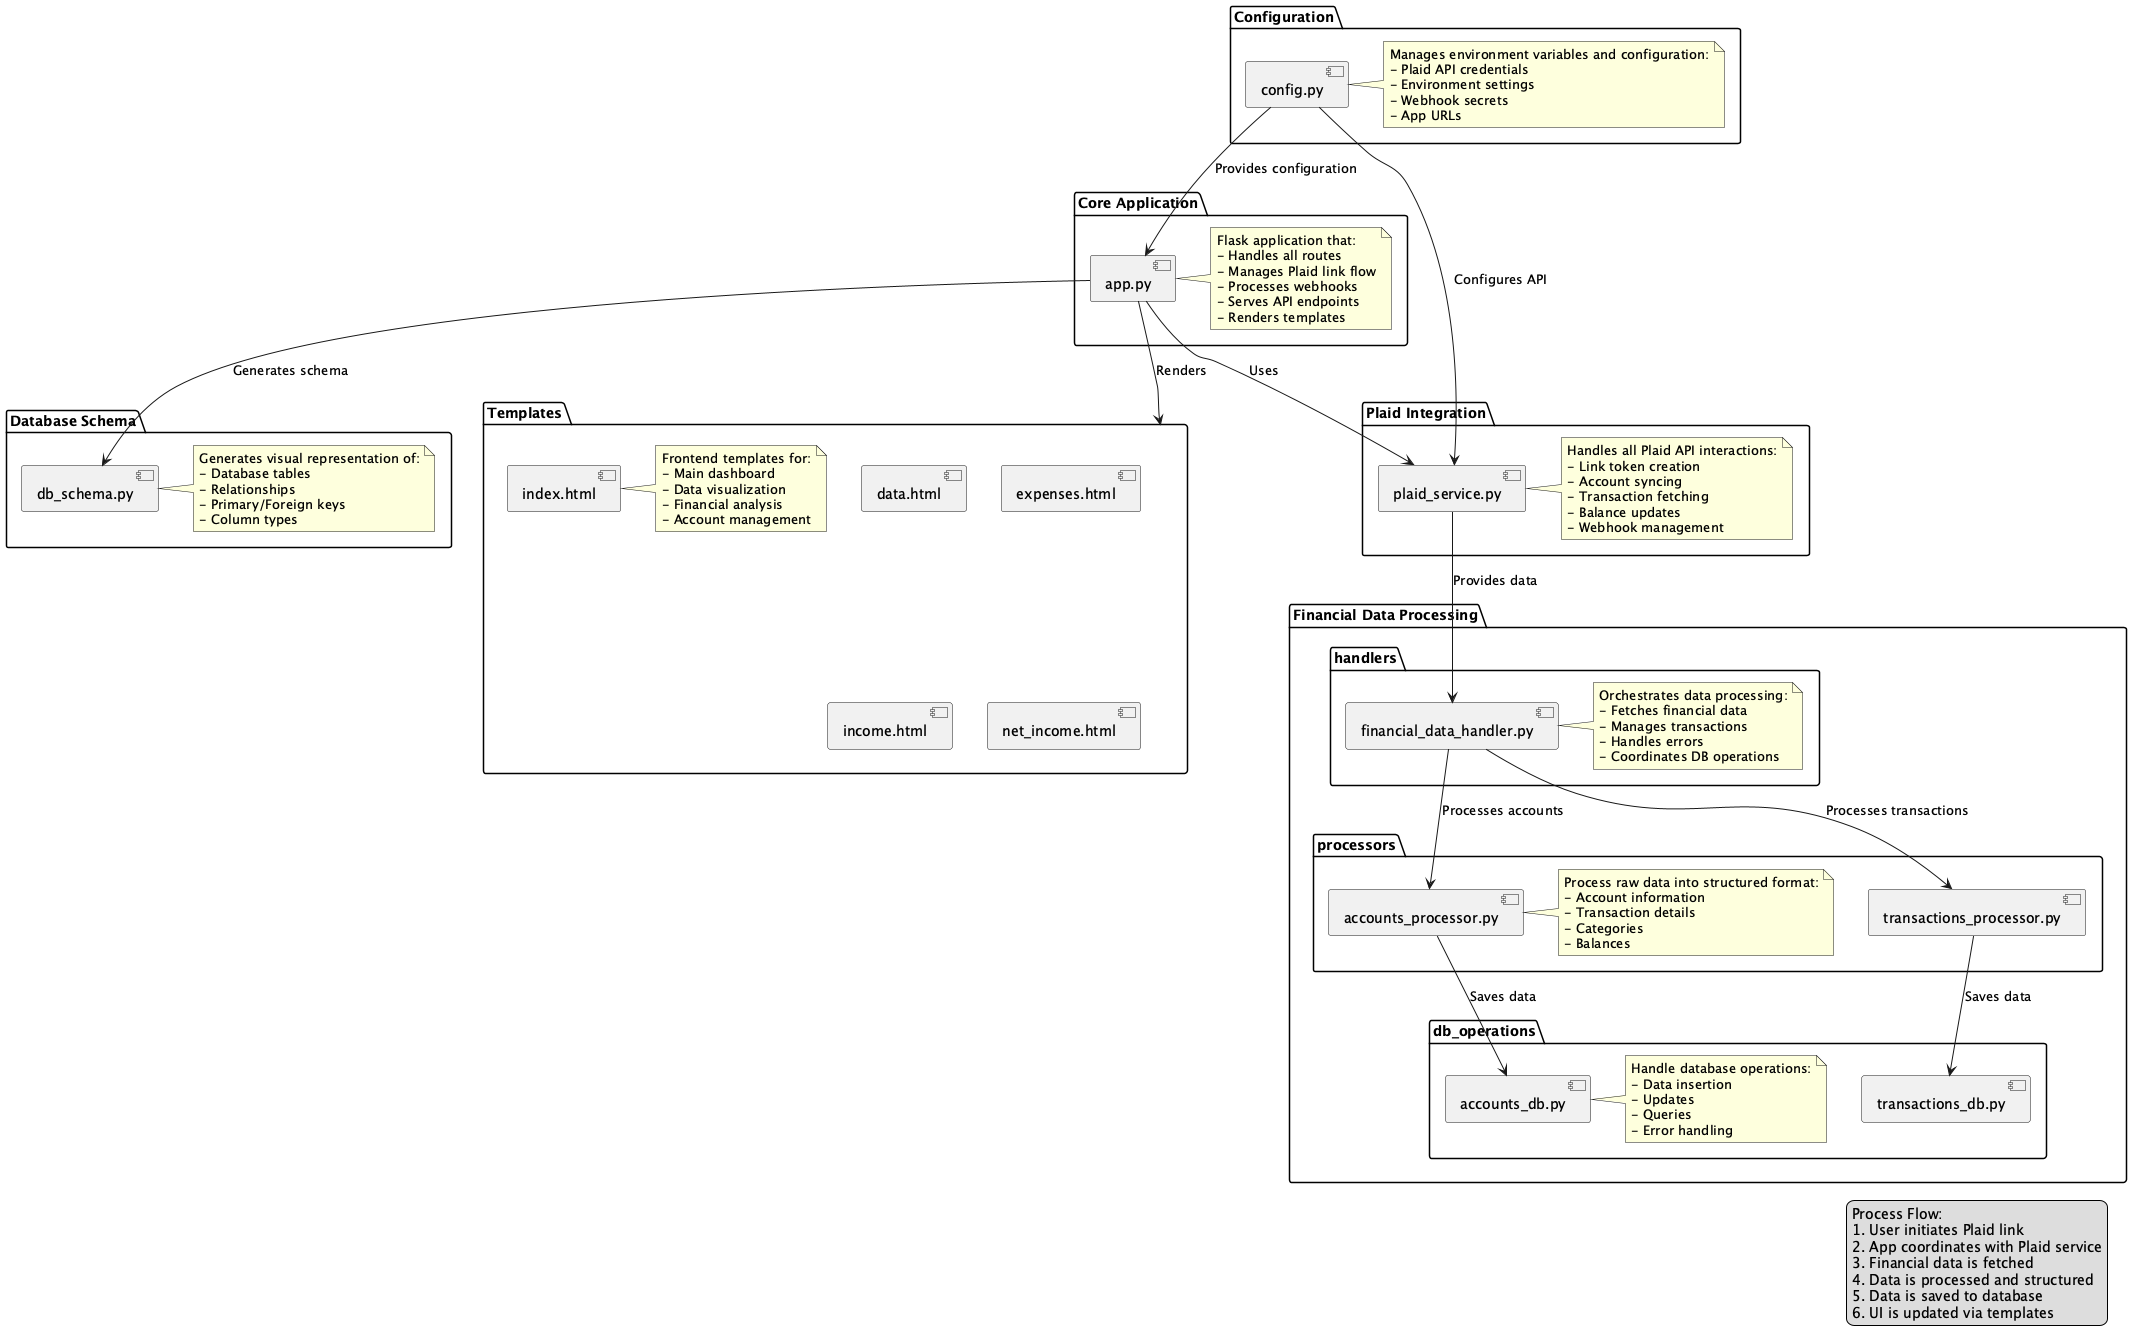 Configuration
config.py
Manages environment variables and configuration:
- Plaid API credentials
- Environment settings
- Webhook secrets
- App URLs
Provides configuration
Configures API
Core Application
app.py
Flask application that:
- Handles all routes
- Manages Plaid link flow
- Processes webhooks
- Serves API endpoints
- Renders templates
Generates schema
Renders
Uses
Database Schema
db_schema.py
Generates visual representation of:
- Database tables
- Relationships
- Primary/Foreign keys
- Column types
Templates
index.html
Frontend templates for:
- Main dashboard
- Data visualization
- Financial analysis
- Account management
data.html
expenses.html
income.html
net_income.html
Plaid Integration
plaid_service.py
Handles all Plaid API interactions:
- Link token creation
- Account syncing
- Transaction fetching
- Balance updates
- Webhook management
Provides data
Financial Data Processing
handlers
financial_data_handler.py
Orchestrates data processing:
- Fetches financial data
- Manages transactions
- Handles errors
- Coordinates DB operations
Processes accounts
Processes transactions
processors
accounts_processor.py
Process raw data into structured format:
- Account information
- Transaction details
- Categories
- Balances
transactions_processor.py
Saves data
Saves data
db_operations
accounts_db.py
Handle database operations:
- Data insertion
- Updates
- Queries
- Error handling
transactions_db.py
Process Flow:
1. User initiates Plaid link
2. App coordinates with Plaid service
3. Financial data is fetched
4. Data is processed and structured
5. Data is saved to database
6. UI is updated via templates